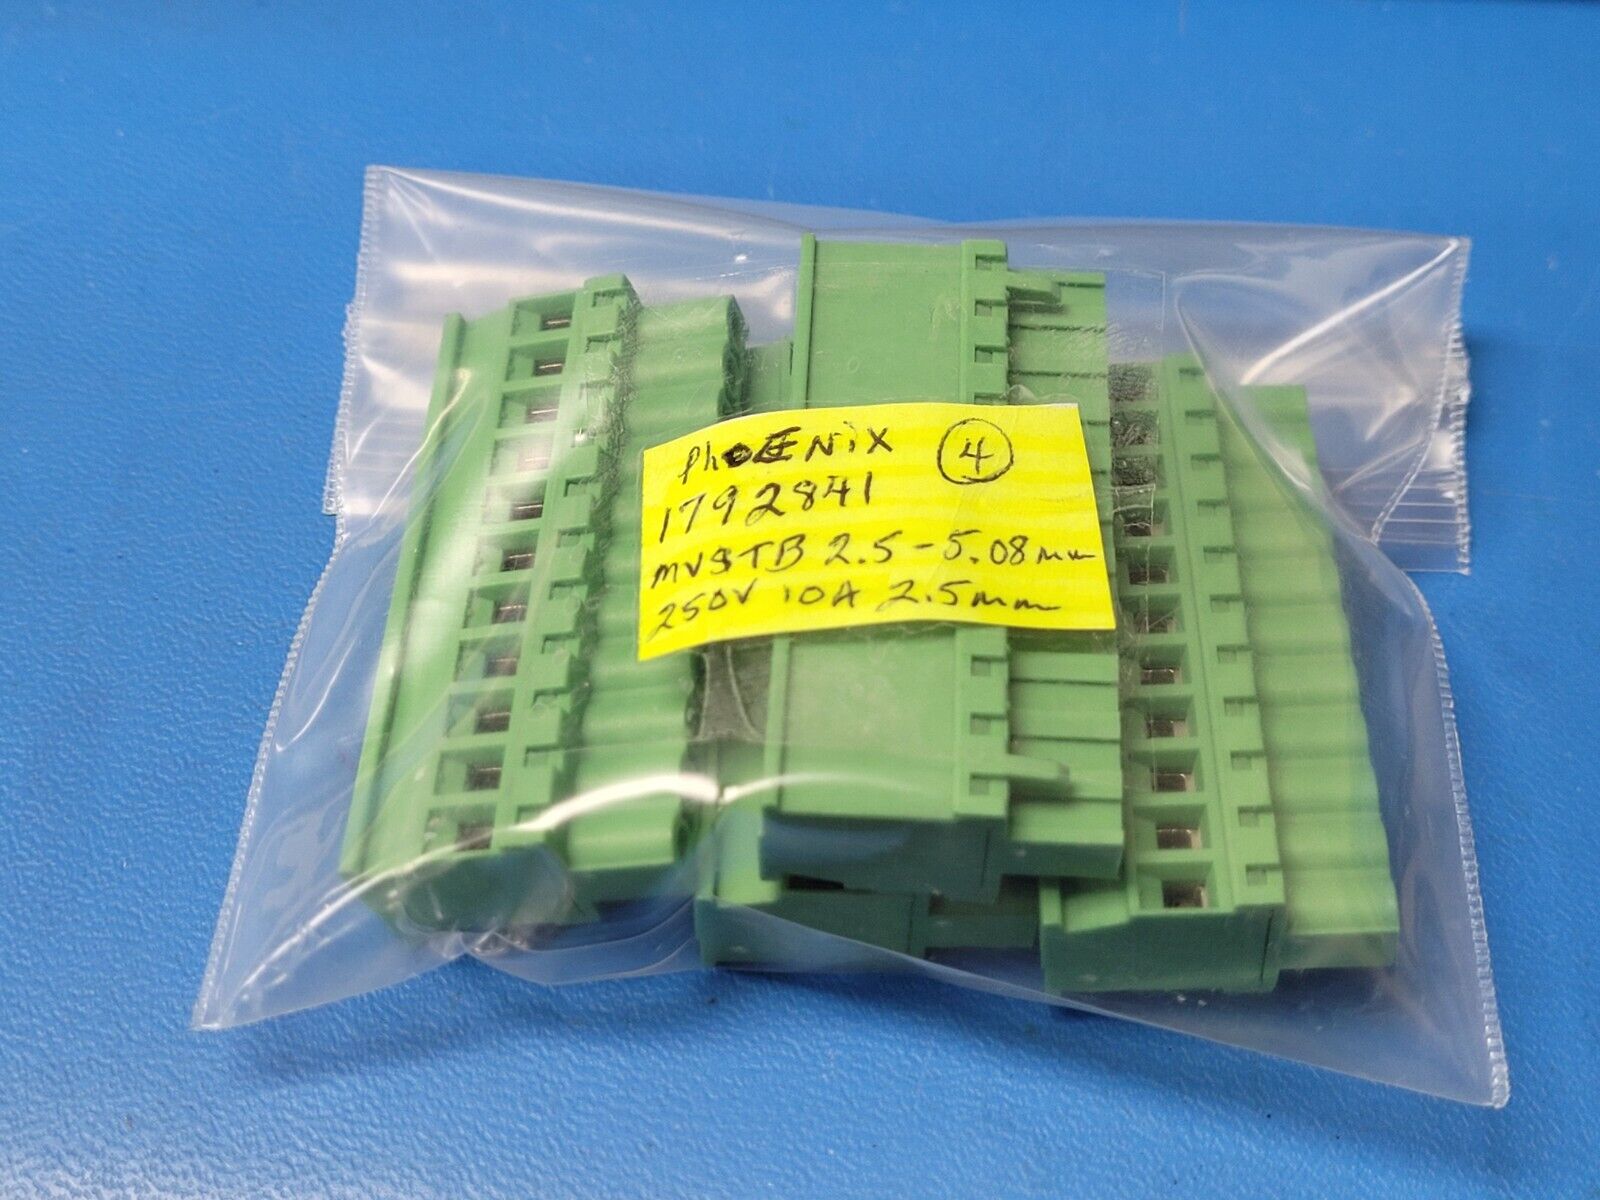 PhOENiX 4
1792841
MVSTB 2.5-5.08mm
250V 10A 2.5mm